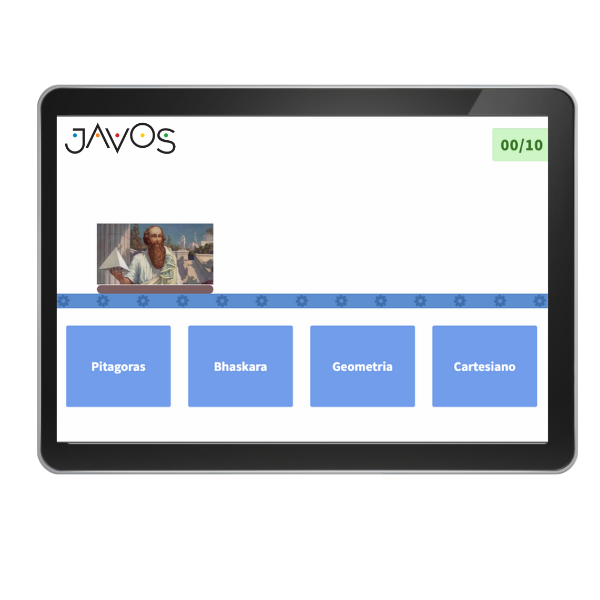 JAVOS
00/10
Pitagoras
Bhaskara
Geometria
Cartesiano